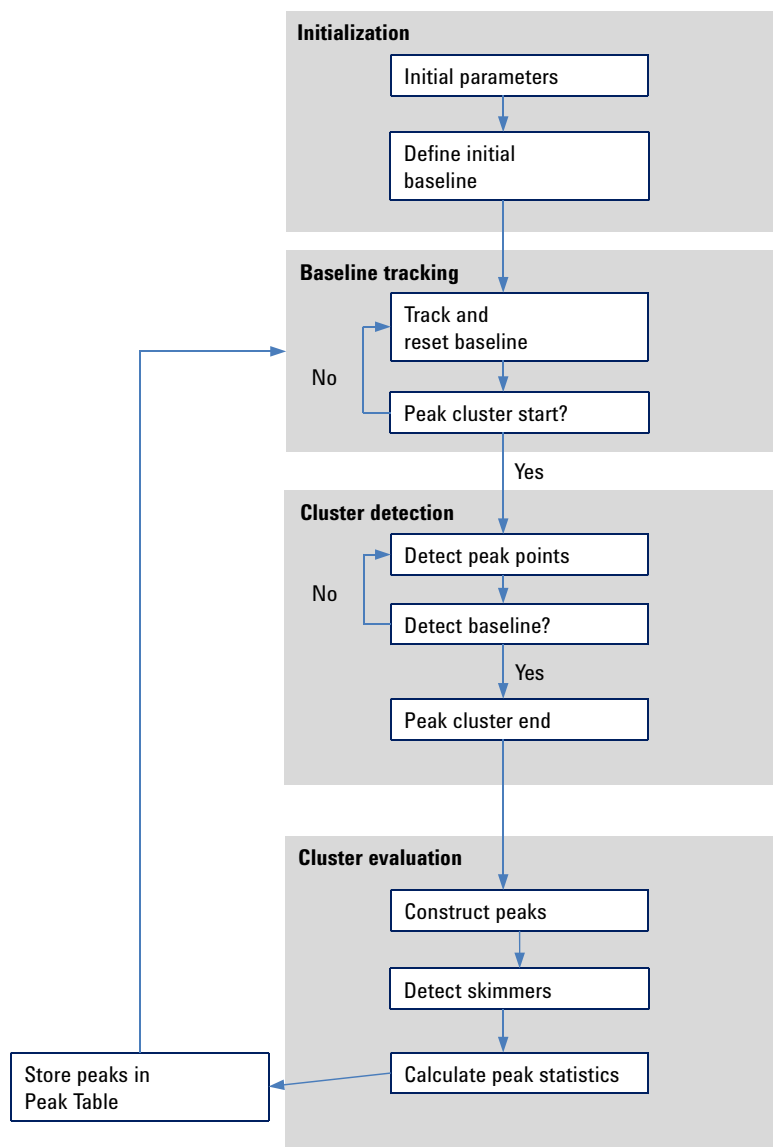 Initialization
Initial parameters
Define initial
baseline
Baseline tracking
Track and
reset baseline
No
Peak cluster start?
Yes
Cluster detection
Detect peak points
No
Detect baseline?
Yes
Peak cluster end
Cluster evaluation
Construct peaks
Detect skimmers
Calculate peak statistics
Store peaks in
Peak Table